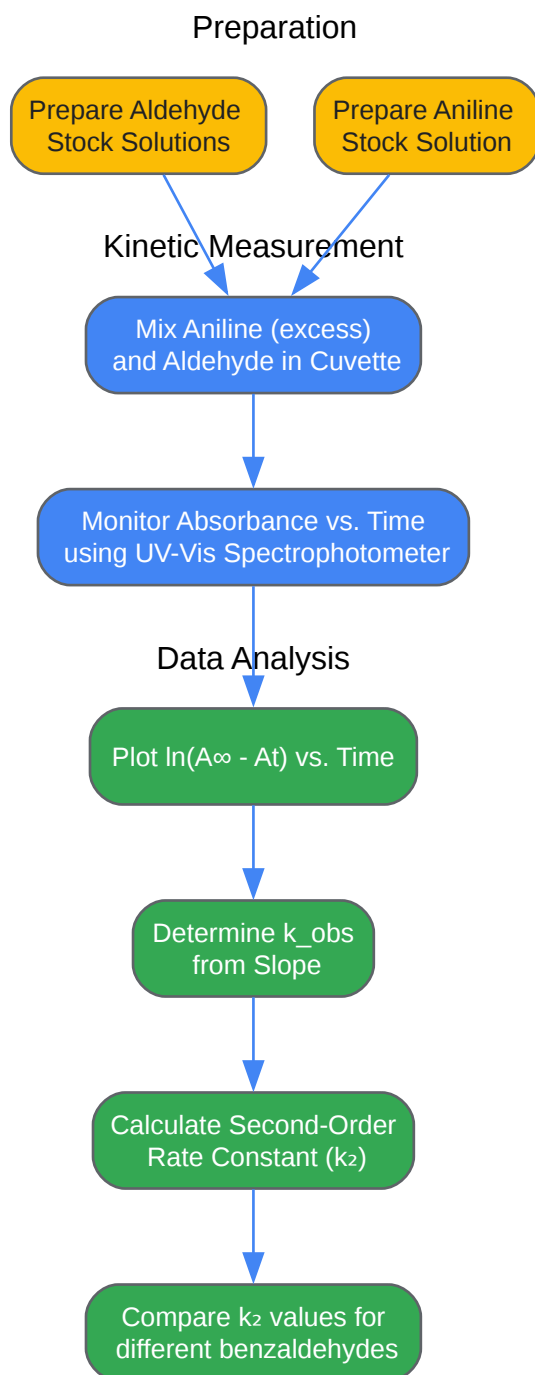 Preparation
Prepare Aldehyde
Stock Solutions
Prepare Aniline
Stock Solution
Kinetic Measurement
Mix Aniline (excess)
and Aldehyde in Cuvette
Monitor Absorbance vs. Time
using UV-Vis Spectrophotometer
Data Analysis
Plot ln(A∞ - At) vs. Time
Determine k_obs
from Slope
Calculate Second-Order
Rate Constant (k₂)
Compare k₂ values for
different benzaldehydes